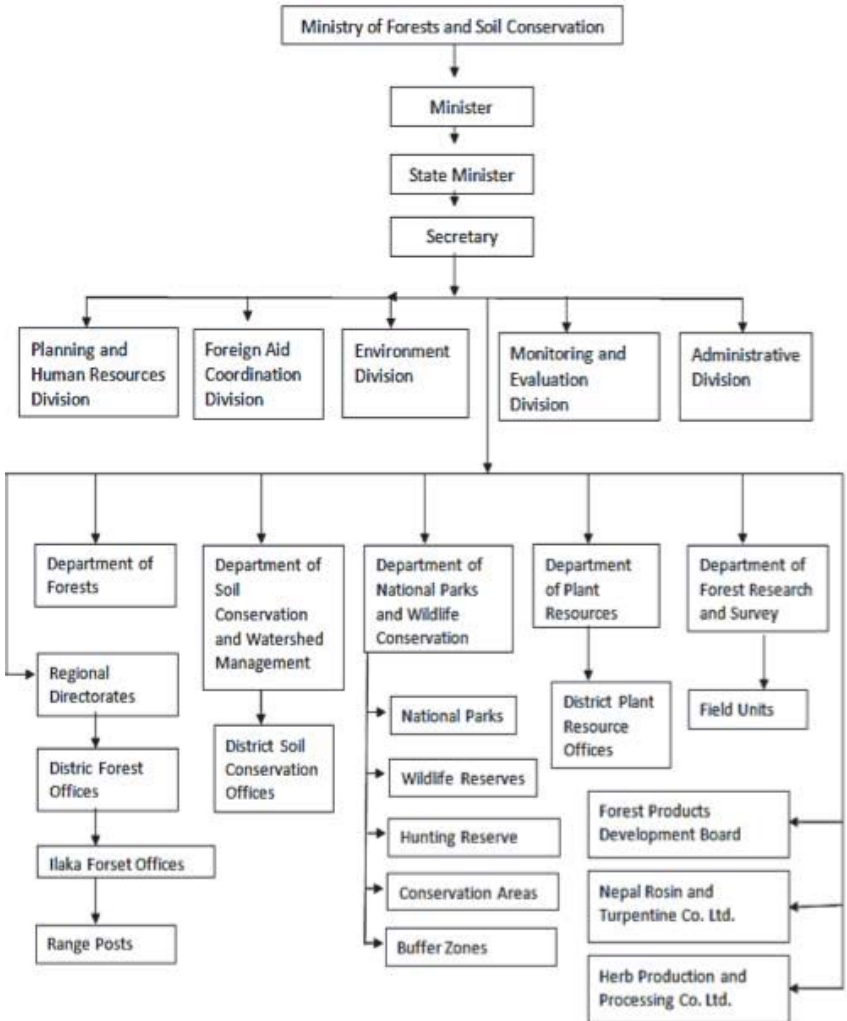 Ministry of Forests and Soil Conservation
Minister
State Minister
Secretary
Planning and
Human Resources
Division
Foreign Aid
Coordination
Division
Environment
Division
Monitoring and
Evaluation
Division
Administrative
Division
Department of
Forests
Department of
Soil
Conservation
and Watershed
Management
Department of
National Parks
and Wildlife
Conservation
Department
of Plant
Resources
Department of
Forest Research
and Survey
Regional
Directorates
Distric Forest
Offices
Ilaka Forset Offices
Range Posts
District Soil
Conservation
Offices
National Parks
Wildlife Reserves
Hunting Reserve
Conservation Areas
Buffer Zones
District Plant
Resource
Offices
Field Units
Forest Products
Development Board
Nepal Rosin and
Turpentine Co. Ltd.
Herb Production and
Processing Co. Ltd.